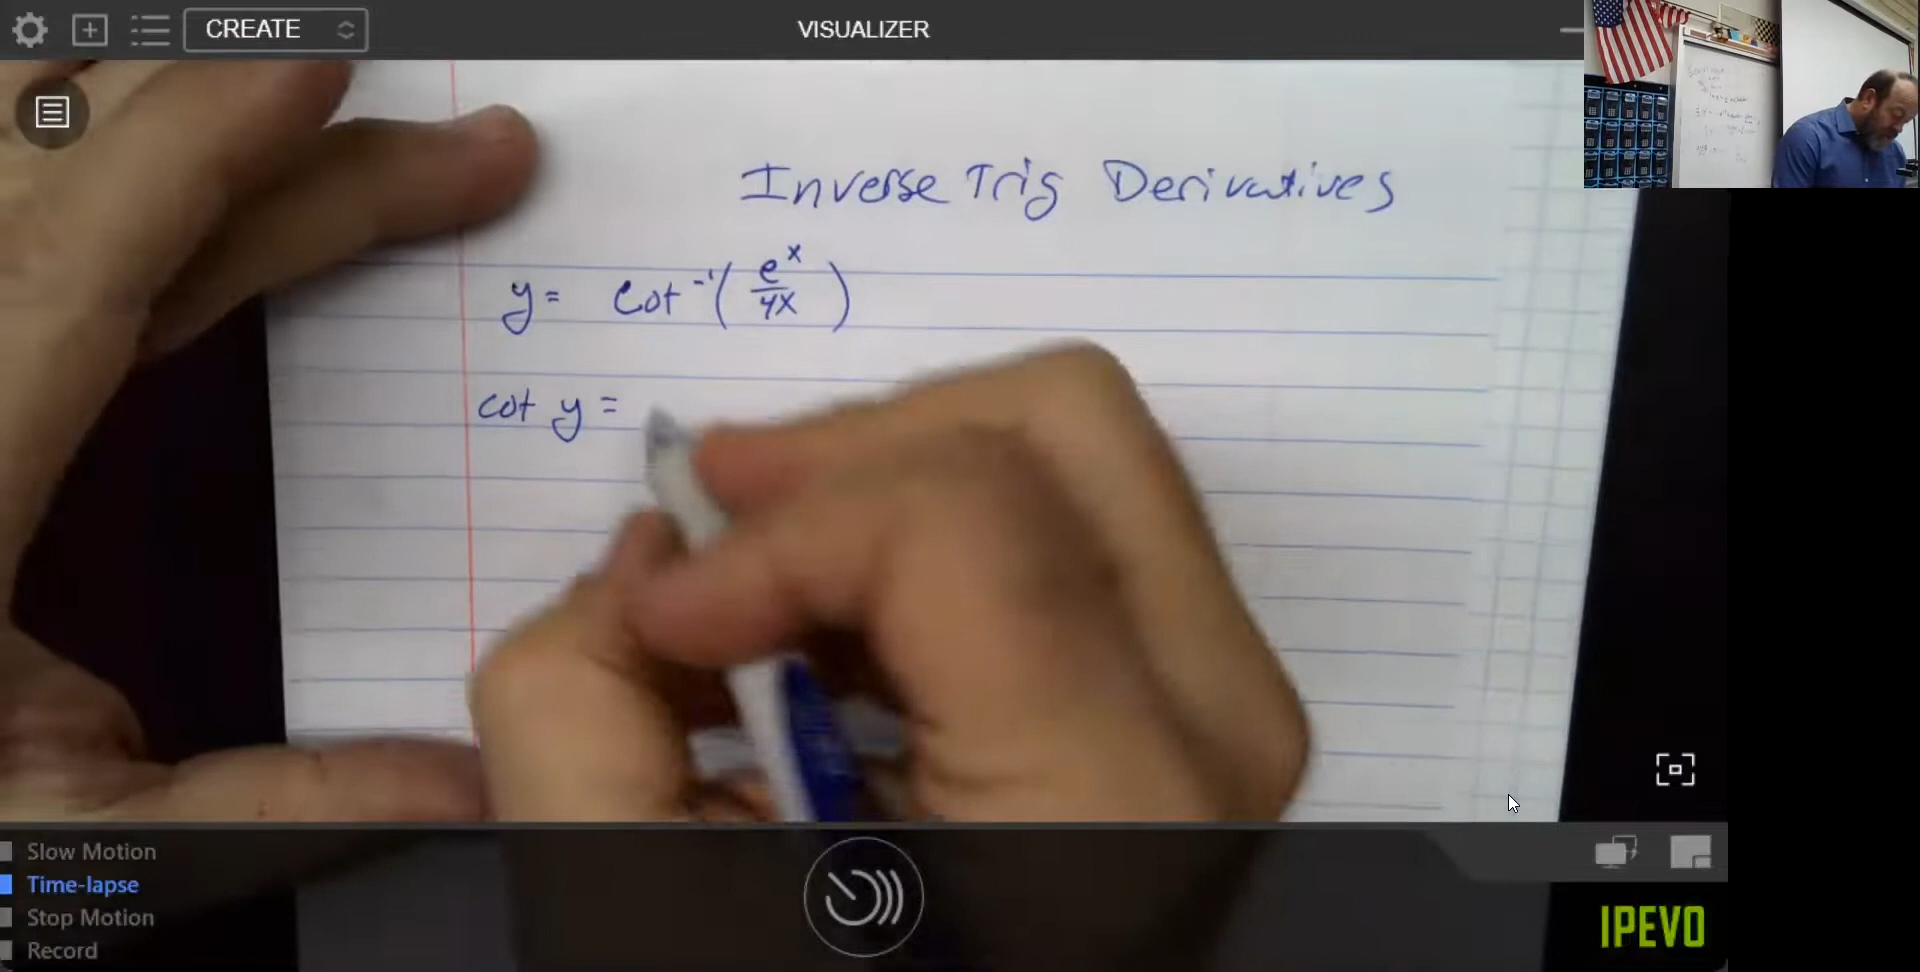 CREATE
VISUALIZER
Inverse Trig Derivatives
y = cot⁻¹(eˣ/4x)
cot y =
Slow Motion
Time-lapse
Stop Motion
Record
IPEVO